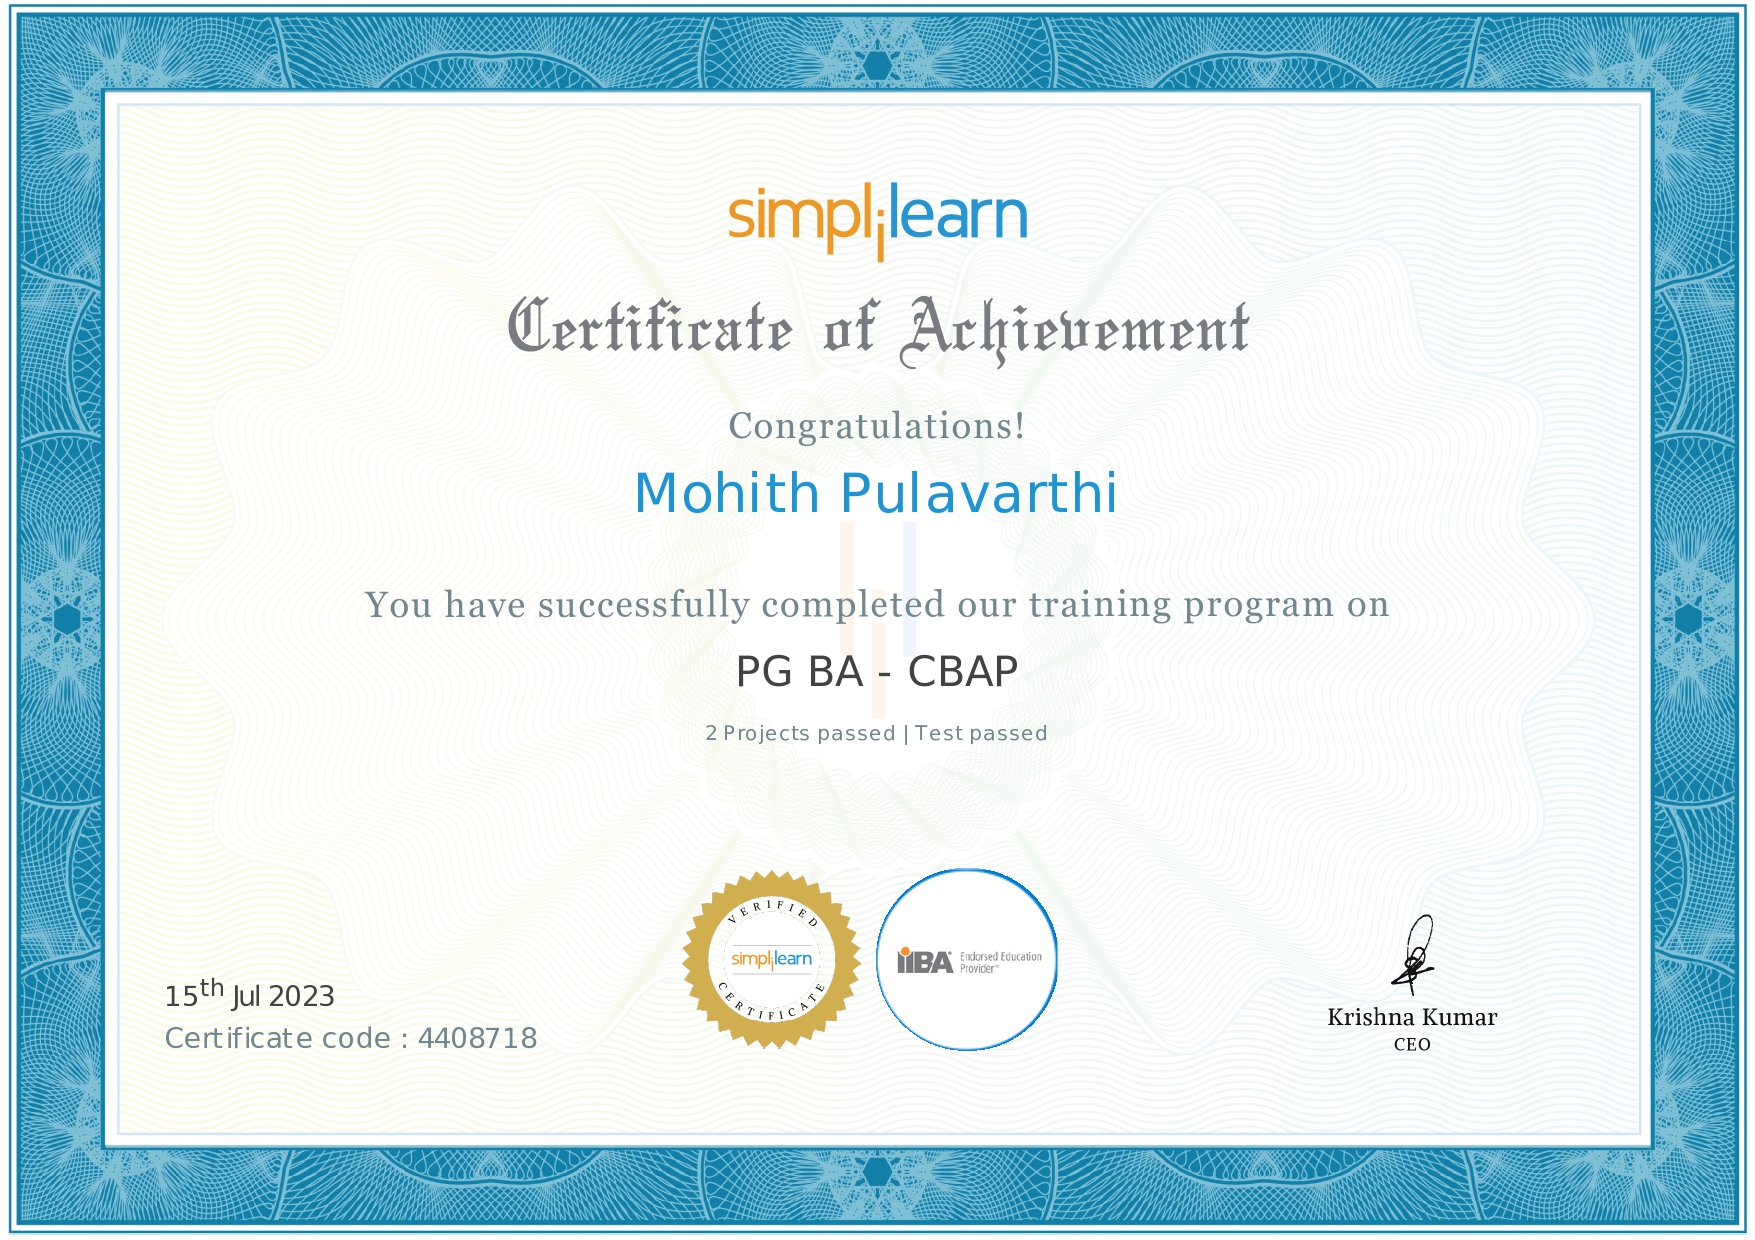 simplilearn
Certificate of Achievement
Congratulations!
Mohith Pulavarthi
You have successfully completed our training program on
PG BA - CBAP
2 Projects passed | Test passed
VERIFIED
simplilearn
CERTIFICATE
IIBA® Endorsed Education
Provider™
15th Jul 2023
Certificate code : 4408718
Krishna Kumar
CEO